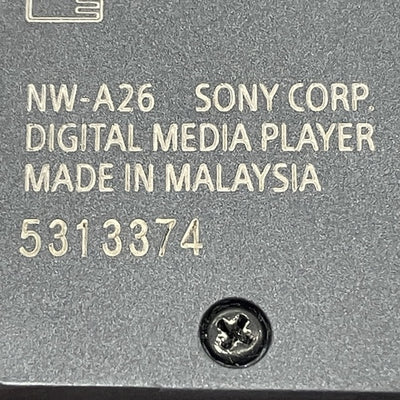 NW-A26 SONY CORP.
DIGITAL MEDIA PLAYER
MADE IN MALAYSIA
5313374